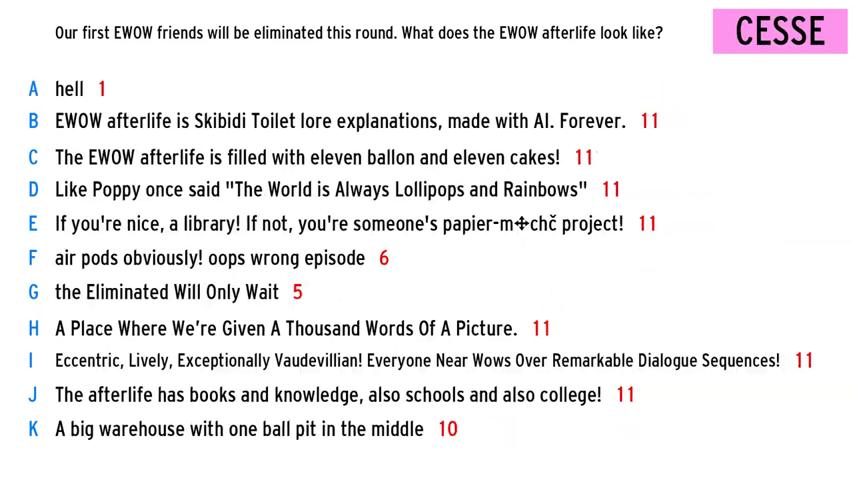 Our first EWOW friends will be eliminated this round. What does the EWOW afterlife look like?
CESSE
A hell 1
B EWOW afterlife is Skibidi Toilet lore explanations, made with AI. Forever. 11
C The EWOW afterlife is filled with eleven ballon and eleven cakes! 11
D Like Poppy once said "The World is Always Lollipops and Rainbows" 11
E If you're nice, a library! If not, you're someone's papier-m✣chč project! 11
F air pods obviously! oops wrong episode 6
G the Eliminated Will Only Wait 5
H A Place Where We're Given A Thousand Words Of A Picture. 11
I Eccentric, Lively, Exceptionally Vaudevillian! Everyone Near Wows Over Remarkable Dialogue Sequences! 11
J The afterlife has books and knowledge, also schools and also college! 11
K A big warehouse with one ball pit in the middle 10